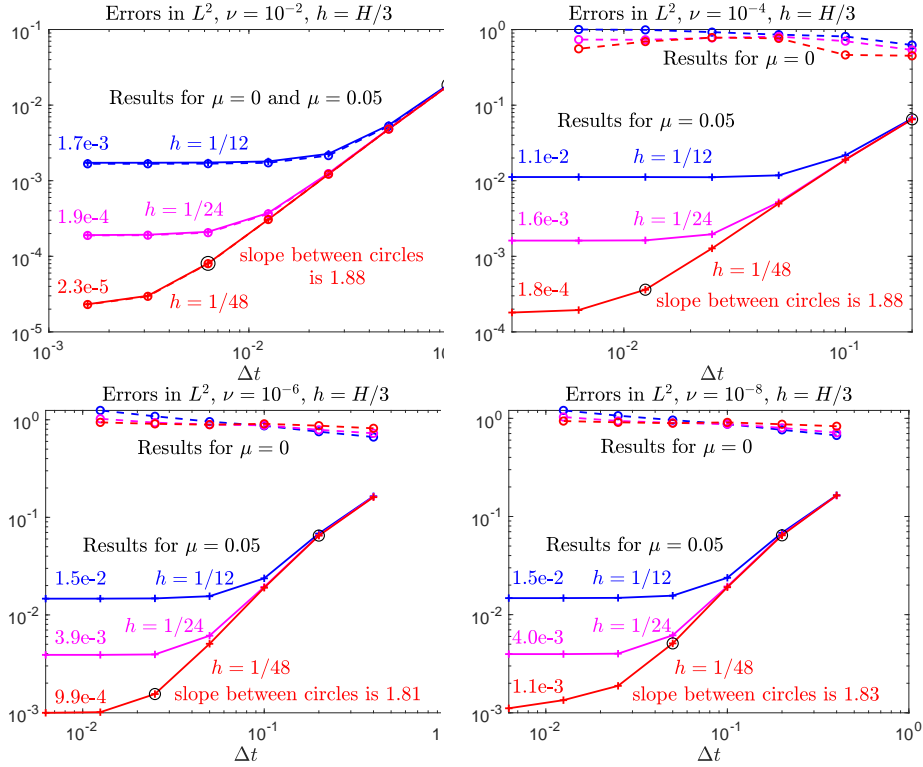 Errors in L², ν = 10⁻², h = H/3
10⁻¹
10⁻²
10⁻³
10⁻⁴
10⁻⁵
Results for μ = 0 and μ = 0.05
1.7e-3
h = 1/12
1.9e-4
h = 1/24
slope between circles
is 1.88
2.3e-5
h = 1/48
10⁻³
10⁻²
Δt
Errors in L², ν = 10⁻⁴, h = H/3
10⁰
10⁻¹
10⁻²
10⁻³
10⁻⁴
Results for μ = 0
Results for μ = 0.05
1.1e-2
h = 1/12
1.6e-3
h = 1/24
h = 1/48
1.8e-4
slope between circles is 1.88
10⁻²
10⁻¹
Δt
Errors in L², ν = 10⁻⁶, h = H/3
10⁰
10⁻¹
10⁻²
10⁻³
Results for μ = 0
Results for μ = 0.05
1.5e-2
h = 1/12
3.9e-3
h = 1/24
h = 1/48
9.9e-4
slope between circles is 1.81
10⁻²
10⁻¹
Δt
Errors in L², ν = 10⁻⁸, h = H/3
10⁰
10⁻¹
10⁻²
10⁻³
Results for μ = 0
Results for μ = 0.05
1.5e-2
h = 1/12
4.0e-3
h = 1/24
h = 1/48
1.1e-3
slope between circles is 1.83
10⁻²
10⁻¹
10⁰
Δt